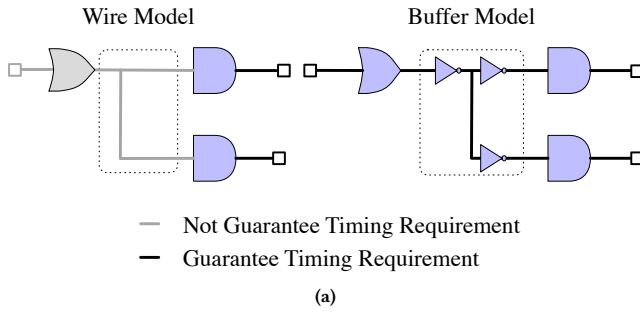 Wire Model Buffer Model
Not Guarantee Timing Requirement
Guarantee Timing Requirement
(a)